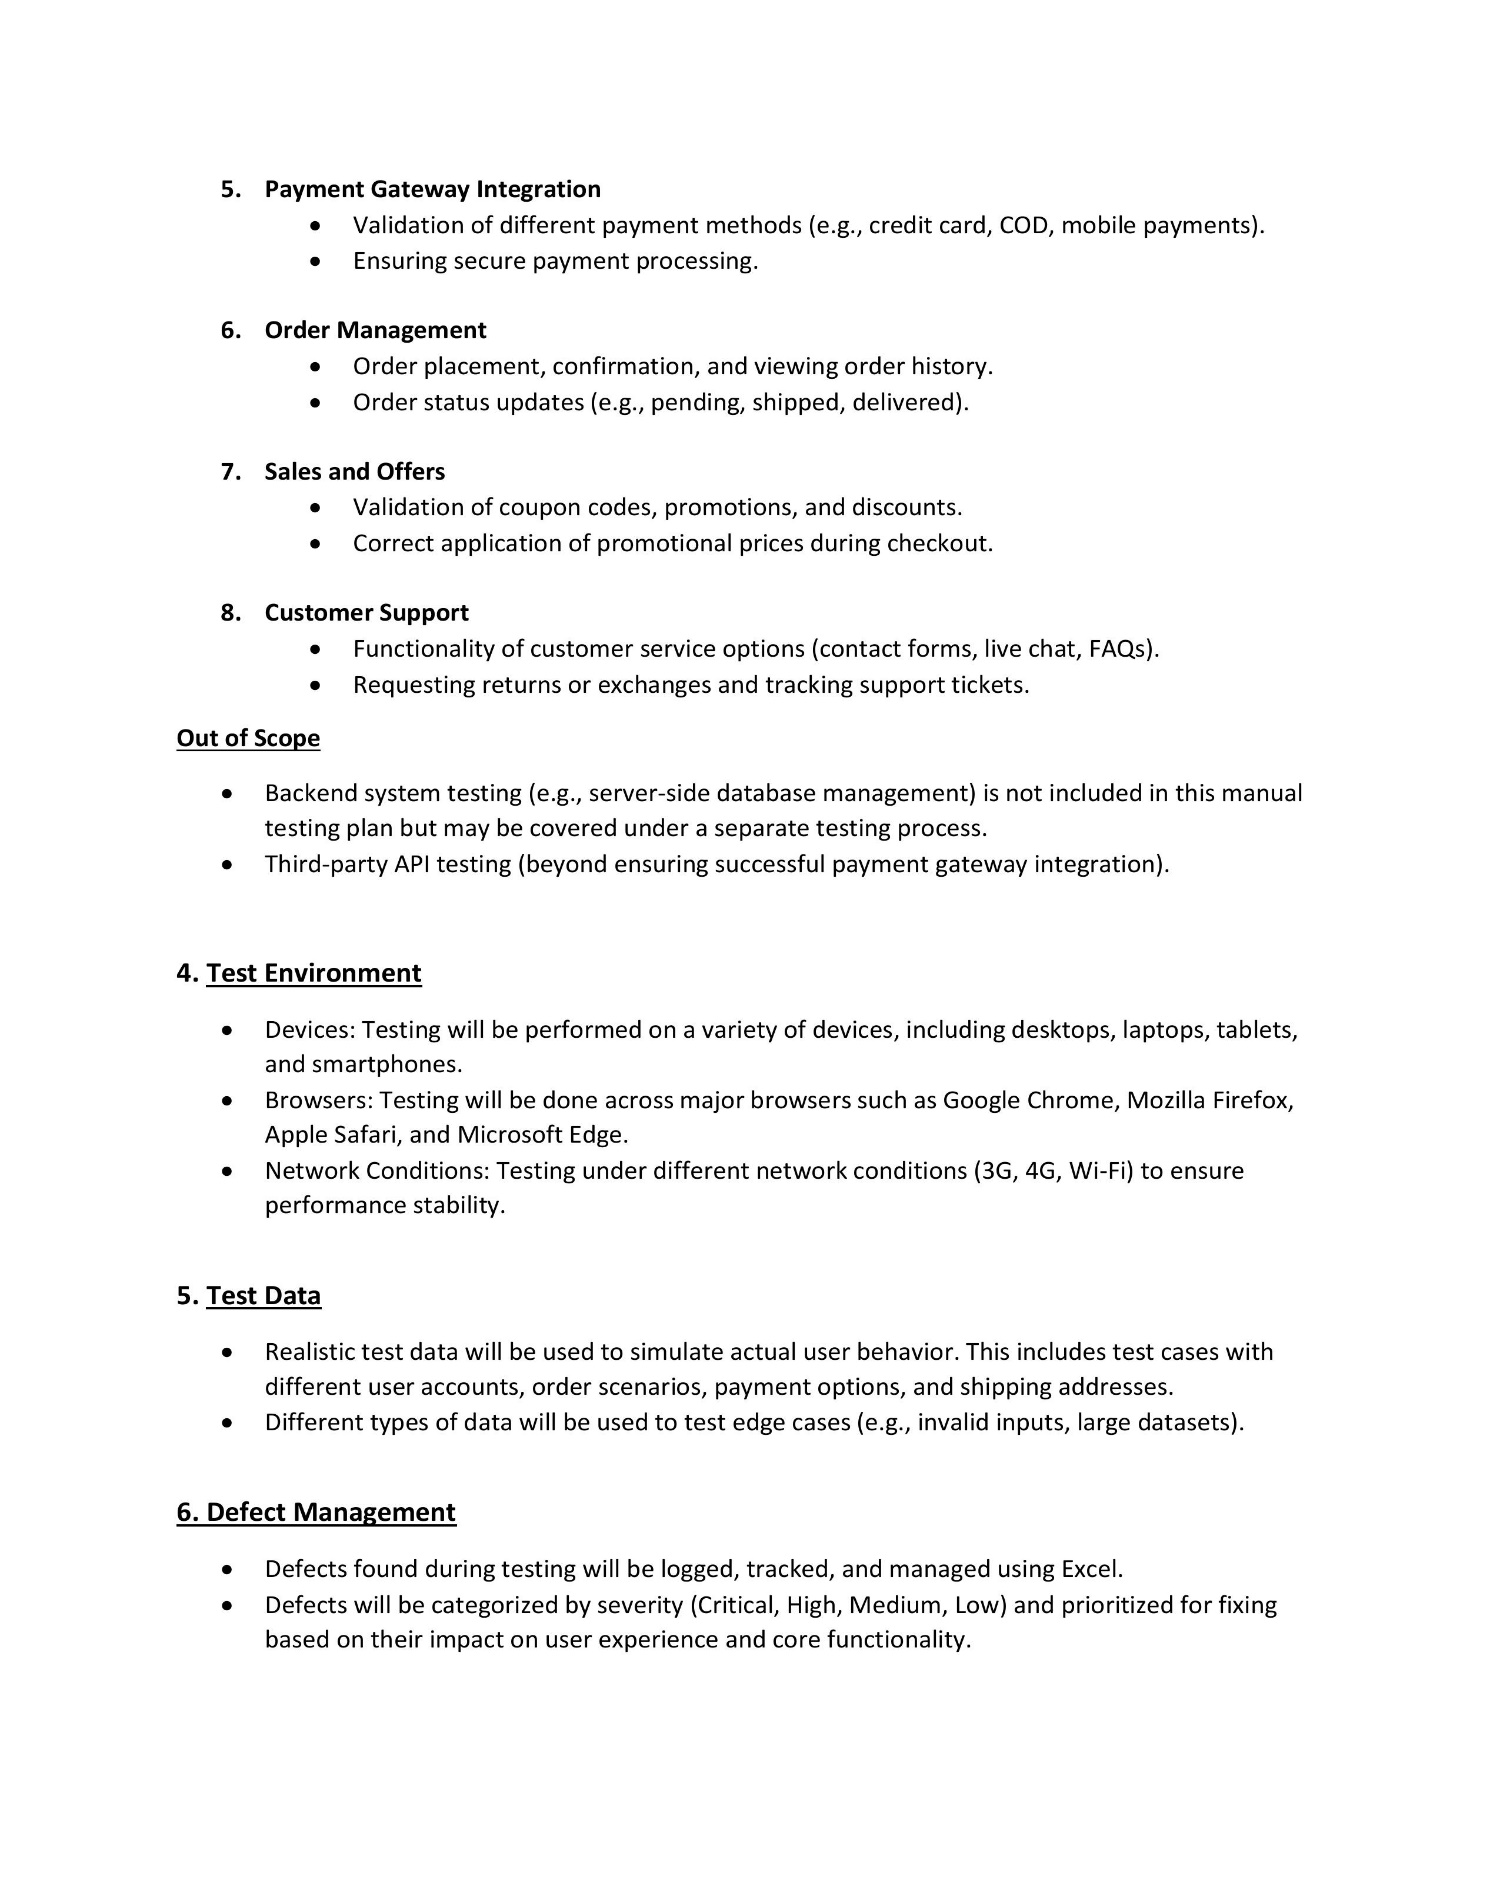 5. Payment Gateway Integration
• Validation of different payment methods (e.g., credit card, COD, mobile payments).
• Ensuring secure payment processing.
6. Order Management
• Order placement, confirmation, and viewing order history.
• Order status updates (e.g., pending, shipped, delivered).
7. Sales and Offers
• Validation of coupon codes, promotions, and discounts.
• Correct application of promotional prices during checkout.
8. Customer Support
• Functionality of customer service options (contact forms, live chat, FAQs).
• Requesting returns or exchanges and tracking support tickets.
Out of Scope
• Backend system testing (e.g., server-side database management) is not included in this manual
testing plan but may be covered under a separate testing process.
• Third-party API testing (beyond ensuring successful payment gateway integration).
4. Test Environment
• Devices: Testing will be performed on a variety of devices, including desktops, laptops, tablets,
and smartphones.
• Browsers: Testing will be done across major browsers such as Google Chrome, Mozilla Firefox,
Apple Safari, and Microsoft Edge.
• Network Conditions: Testing under different network conditions (3G, 4G, Wi-Fi) to ensure
performance stability.
5. Test Data
• Realistic test data will be used to simulate actual user behavior. This includes test cases with
different user accounts, order scenarios, payment options, and shipping addresses.
• Different types of data will be used to test edge cases (e.g., invalid inputs, large datasets).
6. Defect Management
• Defects found during testing will be logged, tracked, and managed using Excel.
• Defects will be categorized by severity (Critical, High, Medium, Low) and prioritized for fixing
based on their impact on user experience and core functionality.